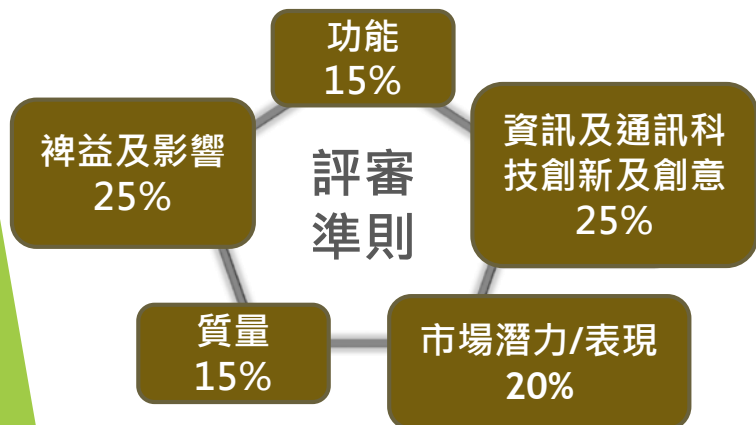 功能
15%
資訊及通訊科
技創新及創意
25%
市場潛力/表現
20%
質量
15%
裨益及影響
25%
評審
準則